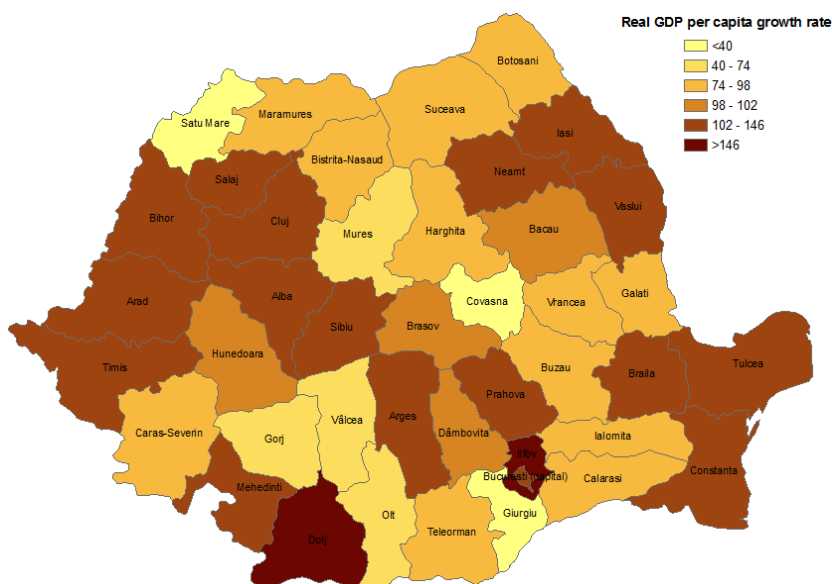 Real GDP per capita growth rate
<40
40 - 74
74 - 98
98 - 102
102 - 146
>146
Botosani
Satu Mare
Maramures
Suceava
Iasi
Bistrita-Nasaud
Salaj
Neamt
Vaslui
Bihor
Cluj
Mures
Harghita
Bacau
Arad
Alba
Covasna
Vrancea
Galati
Sibiu
Brasov
Hunedoara
Timis
Buzau
Braila
Tulcea
Prahova
Vâlcea
Arges
Caras-Severin
Gorj
Dâmbovita
Ialomita
Ilfov
Constanta
Bucuresti (capital)
Calarasi
Mehedinti
Olt
Giurgiu
Teleorman
Dolj